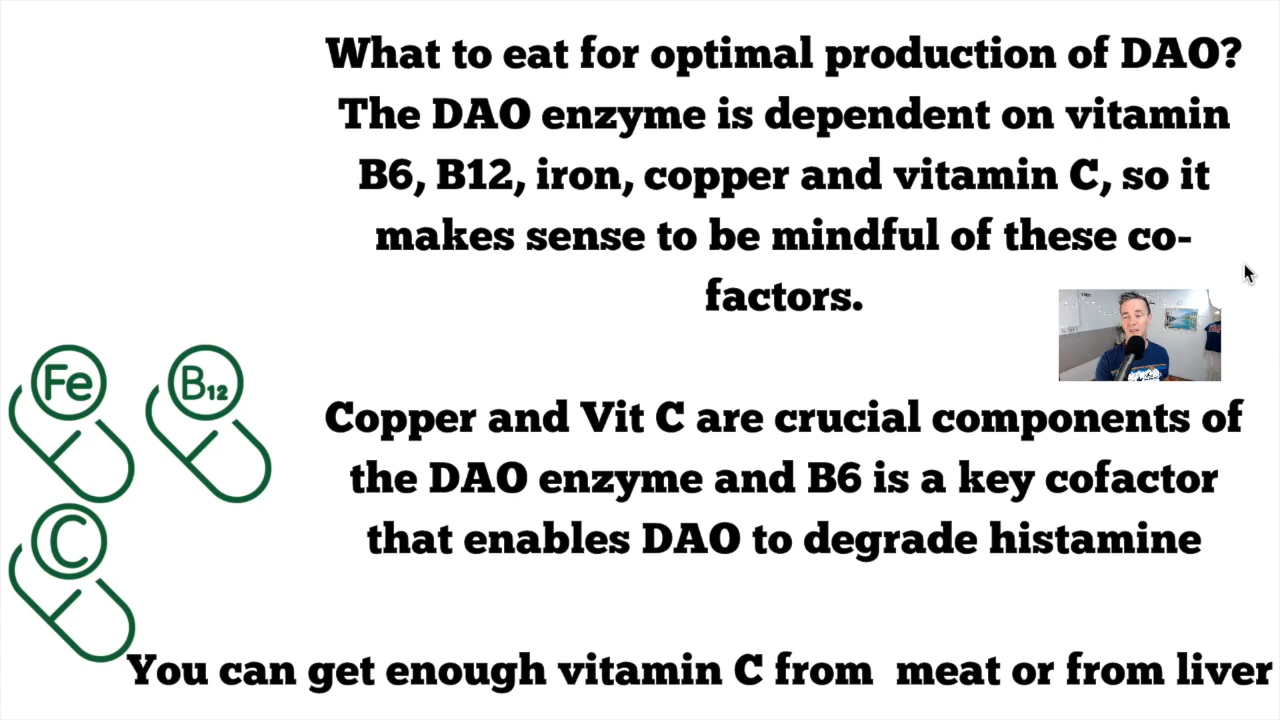 What to eat for optimal production of DAO?
The DAO enzyme is dependent on vitamin
B6, B12, iron, copper and vitamin C, so it
makes sense to be mindful of these co-
factors.
Fe
B12
Copper and Vit C are crucial components of
the DAO enzyme and B6 is a key cofactor
that enables DAO to degrade histamine
C
You can get enough vitamin C from  meat or from liver